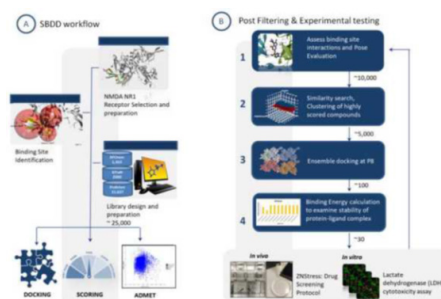 A SBDD workflow
NMDA NR1
Receptor Selection and
preparation
Binding Site
Identification
Library design and
preparation
~ 25,000
DOCKING
SCORING
ADMET
B Post Filtering & Experimental testing
1
Assess binding site
interactions and Pose
Evaluation
~10,000
2
Similarity search,
Clustering of highly
scored compounds
~5,000
3
Ensemble docking at PB
~100
4
Binding Energy calculation
to examine stability of
protein-ligand complex
~30
in vivo
ZNStress: Drug
Screening
Protocol
in vitro
Lactate
dehydrogenase (LDH)
cytotoxicity assay